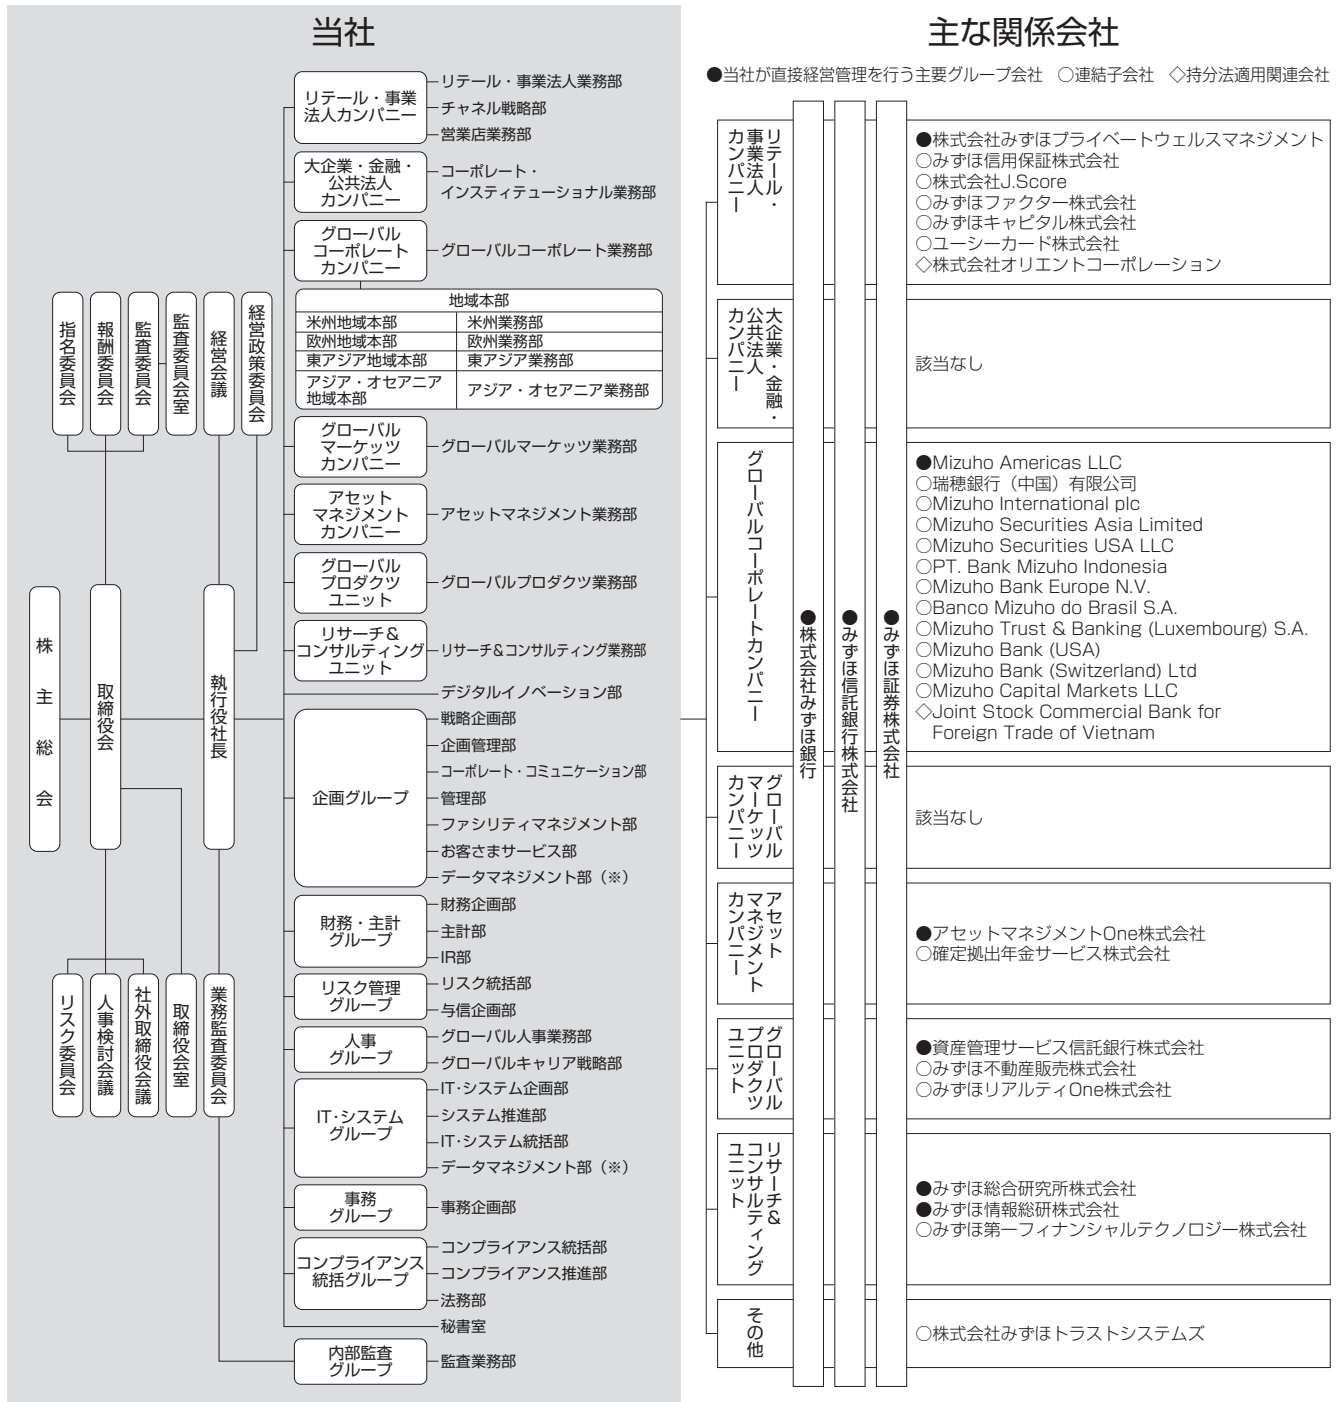 当社
リテール・事業
法人カンパニー
リテール・事業法人業務部
チャネル戦略部
営業店業務部
大企業・金融・
公共法人
カンパニー
コーポレート・
インスティテューショナル業務部
グローバル
コーポレート
カンパニー
グローバルコーポレート業務部
地域本部
米州地域本部
米州業務部
欧州地域本部
欧州業務部
東アジア地域本部
東アジア業務部
アジア・オセアニア
地域本部
アジア・オセアニア業務部
指名委員会
報酬委員会
監査委員会
監査委員会室
経営会議
経営政策委員会
グローバル
マーケッツ
カンパニー
グローバルマーケッツ業務部
アセット
マネジメント
カンパニー
アセットマネジメント業務部
グローバル
プロダクツ
ユニット
グローバルプロダクツ業務部
リサーチ&
コンサルティング
ユニット
リサーチ&コンサルティング業務部
株主総会
取締役会
執行役社長
デジタルイノベーション部
企画グループ
戦略企画部
企画管理部
コーポレート・コミュニケーション部
管理部
ファシリティマネジメント部
お客さまサービス部
データマネジメント部(※)
財務・主計
グループ
財務企画部
主計部
IR部
リスク管理
グループ
リスク統括部
与信企画部
人事
グループ
グローバル人事業務部
グローバルキャリア戦略部
リスク委員会
人事検討会議
社外取締役会議
取締役会室
業務監査委員会
IT・システム
グループ
IT・システム企画部
システム推進部
IT・システム統括部
データマネジメント部(※)
事務
グループ
事務企画部
コンプライアンス
統括グループ
コンプライアンス統括部
コンプライアンス推進部
法務部
秘書室
内部監査
グループ
監査業務部
主な関係会社
●当社が直接経営管理を行う主要グループ会社 ○連結子会社 ◇持分法適用関連会社
●株式会社みずほ銀行
●みずほ信託銀行株式会社
●みずほ証券株式会社
リテール・
事業法人
カンパニー
●株式会社みずほプライベートウェルスマネジメント
○みずほ信用保証株式会社
○株式会社J.Score
○みずほファクター株式会社
○みずほキャピタル株式会社
○ユーシーカード株式会社
◇株式会社オリエントコーポレーション
大企業・金融・
公共法人
カンパニー
該当なし
グローバルコーポレートカンパニー
●Mizuho Americas LLC
○瑞穂銀行（中国）有限公司
○Mizuho International plc
○Mizuho Securities Asia Limited
○Mizuho Securities USA LLC
○PT. Bank Mizuho Indonesia
○Mizuho Bank Europe N.V.
○Banco Mizuho do Brasil S.A.
○Mizuho Trust & Banking (Luxembourg) S.A.
○Mizuho Bank (USA)
○Mizuho Bank (Switzerland) Ltd
○Mizuho Capital Markets LLC
◇Joint Stock Commercial Bank for
Foreign Trade of Vietnam
グローバル
マーケッツ
カンパニー
該当なし
アセット
マネジメント
カンパニー
●アセットマネジメントOne株式会社
○確定拠出年金サービス株式会社
グローバル
プロダクツ
ユニット
●資産管理サービス信託銀行株式会社
○みずほ不動産販売株式会社
○みずほリアルティOne株式会社
リサーチ&
コンサルティング
ユニット
●みずほ総合研究所株式会社
●みずほ情報総研株式会社
○みずほ第一フィナンシャルテクノロジー株式会社
その他
○株式会社みずほトラストシステムズ